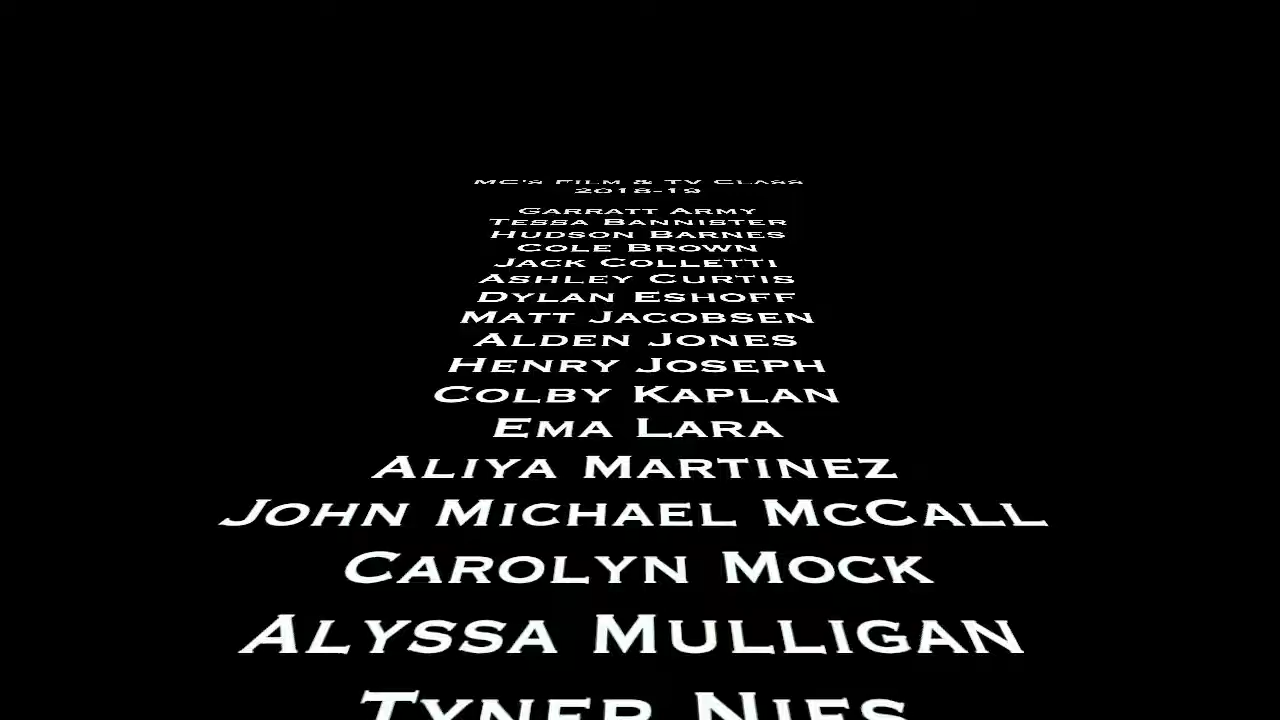 MC's Film & TV Class
2018-19
Garratt Army
Tessa Bannister
Hudson Barnes
Cole Brown
Jack Colletti
Ashley Curtis
Dylan Eshoff
Matt Jacobsen
Alden Jones
Henry Joseph
Colby Kaplan
Ema Lara
Aliya Martinez
John Michael McCall
Carolyn Mock
Alyssa Mulligan
Tyner Nies